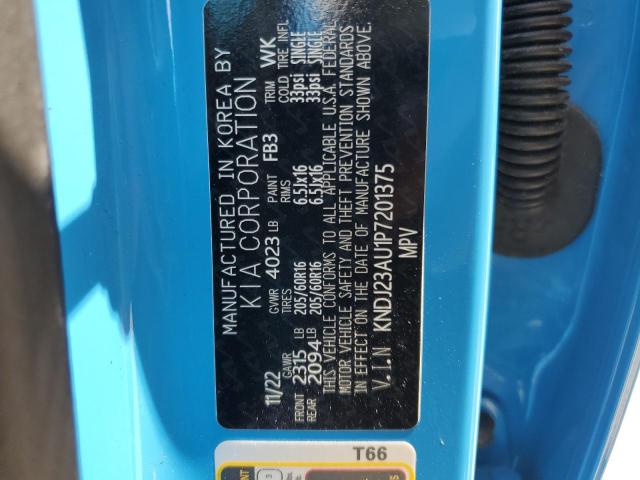 MANUFACTURED IN KOREA BY
KIA CORPORATION
11/22 GVWR 4023 LB PAINT FB3 TRIM WK
GAWR TIRES RIMS COLD TIRE INFL
FRONT 2315 LB 205/60R16 6.5Jx16 33psi SINGLE
REAR 2094 LB 205/60R16 6.5Jx16 33psi SINGLE
THIS VEHICLE CONFORMS TO ALL APPLICABLE U.S.A. FEDERAL
MOTOR VEHICLE SAFETY AND THEFT PREVENTION STANDARDS
IN EFFECT ON THE DATE OF MANUFACTURE SHOWN ABOVE.
V.I.N KNDJ23AU1P7201375
MPV
T66